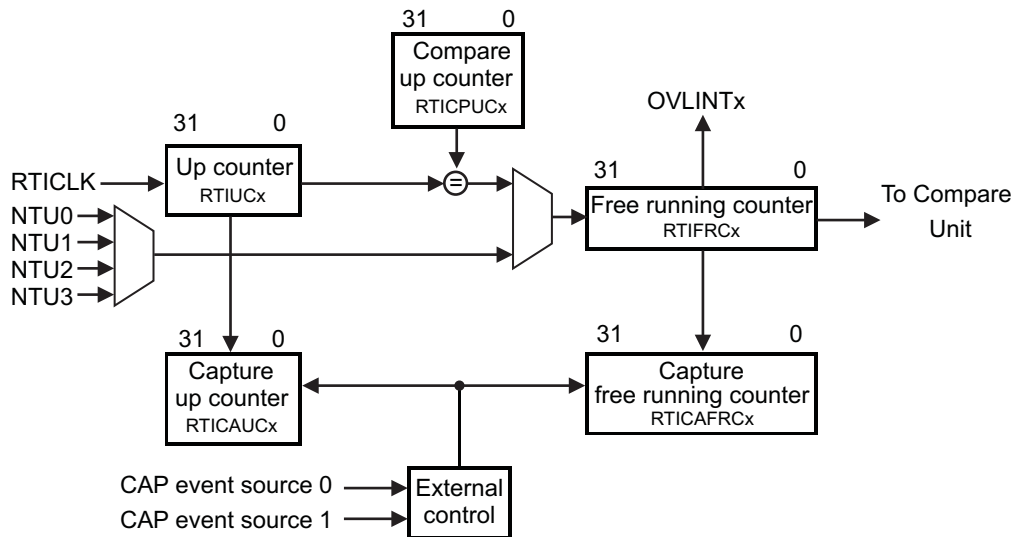 31 0
Compare
up counter
RTICPUCx
OVLINTx
31 0
Up counter
RTIUCx
RTICLK
=
31 0
Free running counter
RTIFRCx
To Compare
Unit
NTU0
NTU1
NTU2
NTU3
31 0
Capture
up counter
RTICAUCx
31 0
Capture
free running counter
RTICAFRCx
CAP event source 0
CAP event source 1
External
control